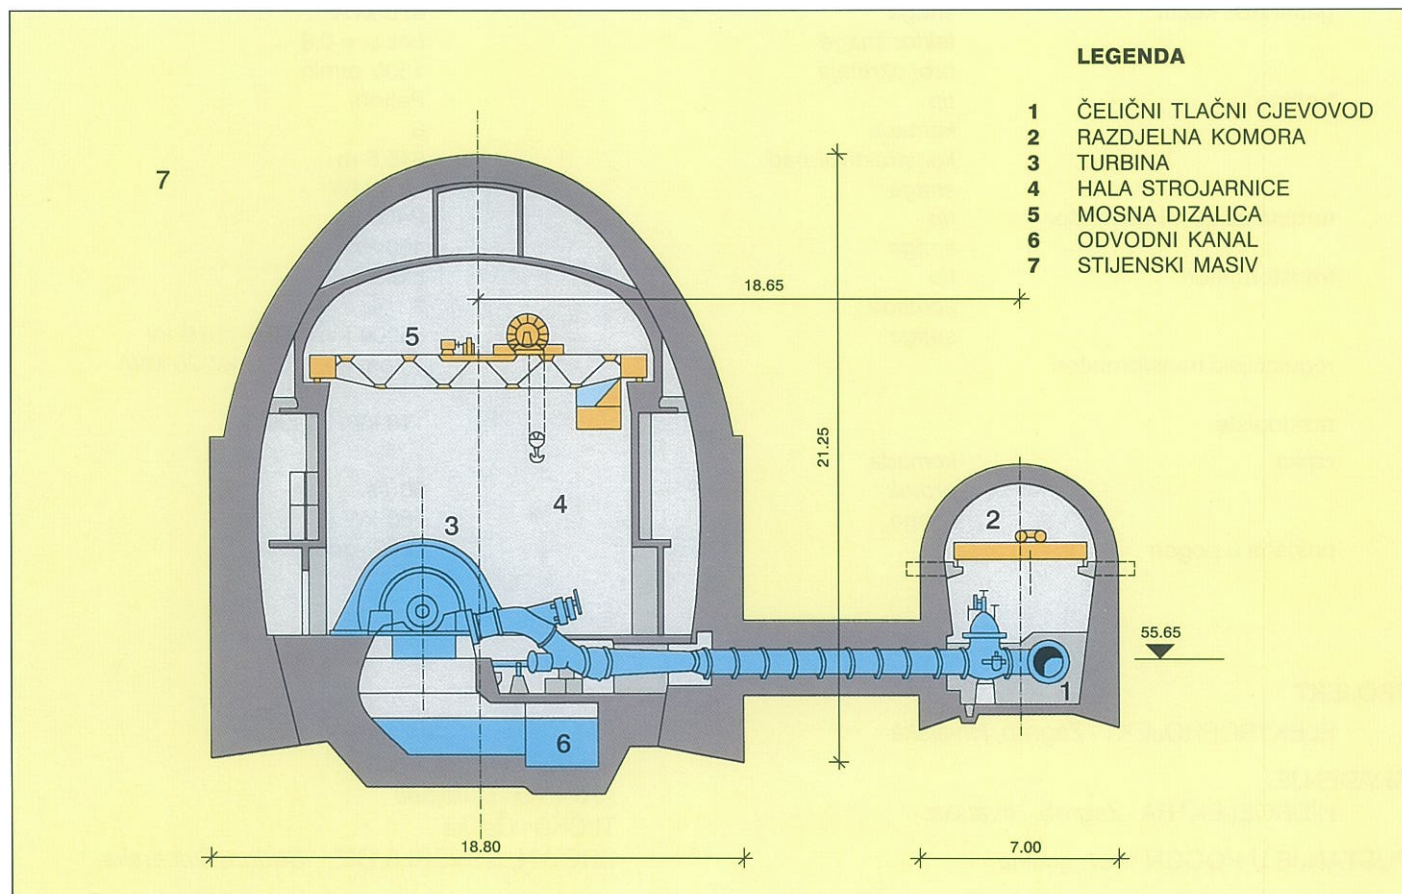 LEGENDA
1 ČELIČNI TLAČNI CJEVOVOD
2 RAZDJELNA KOMORA
3 TURBINA
4 HALA STROJARNICE
5 MOSNA DIZALICA
6 ODVODNI KANAL
7 STIJENSKI MASIV
7
18.65
5
21.25
4
3
2
55.65
1
6
18.80
7.00